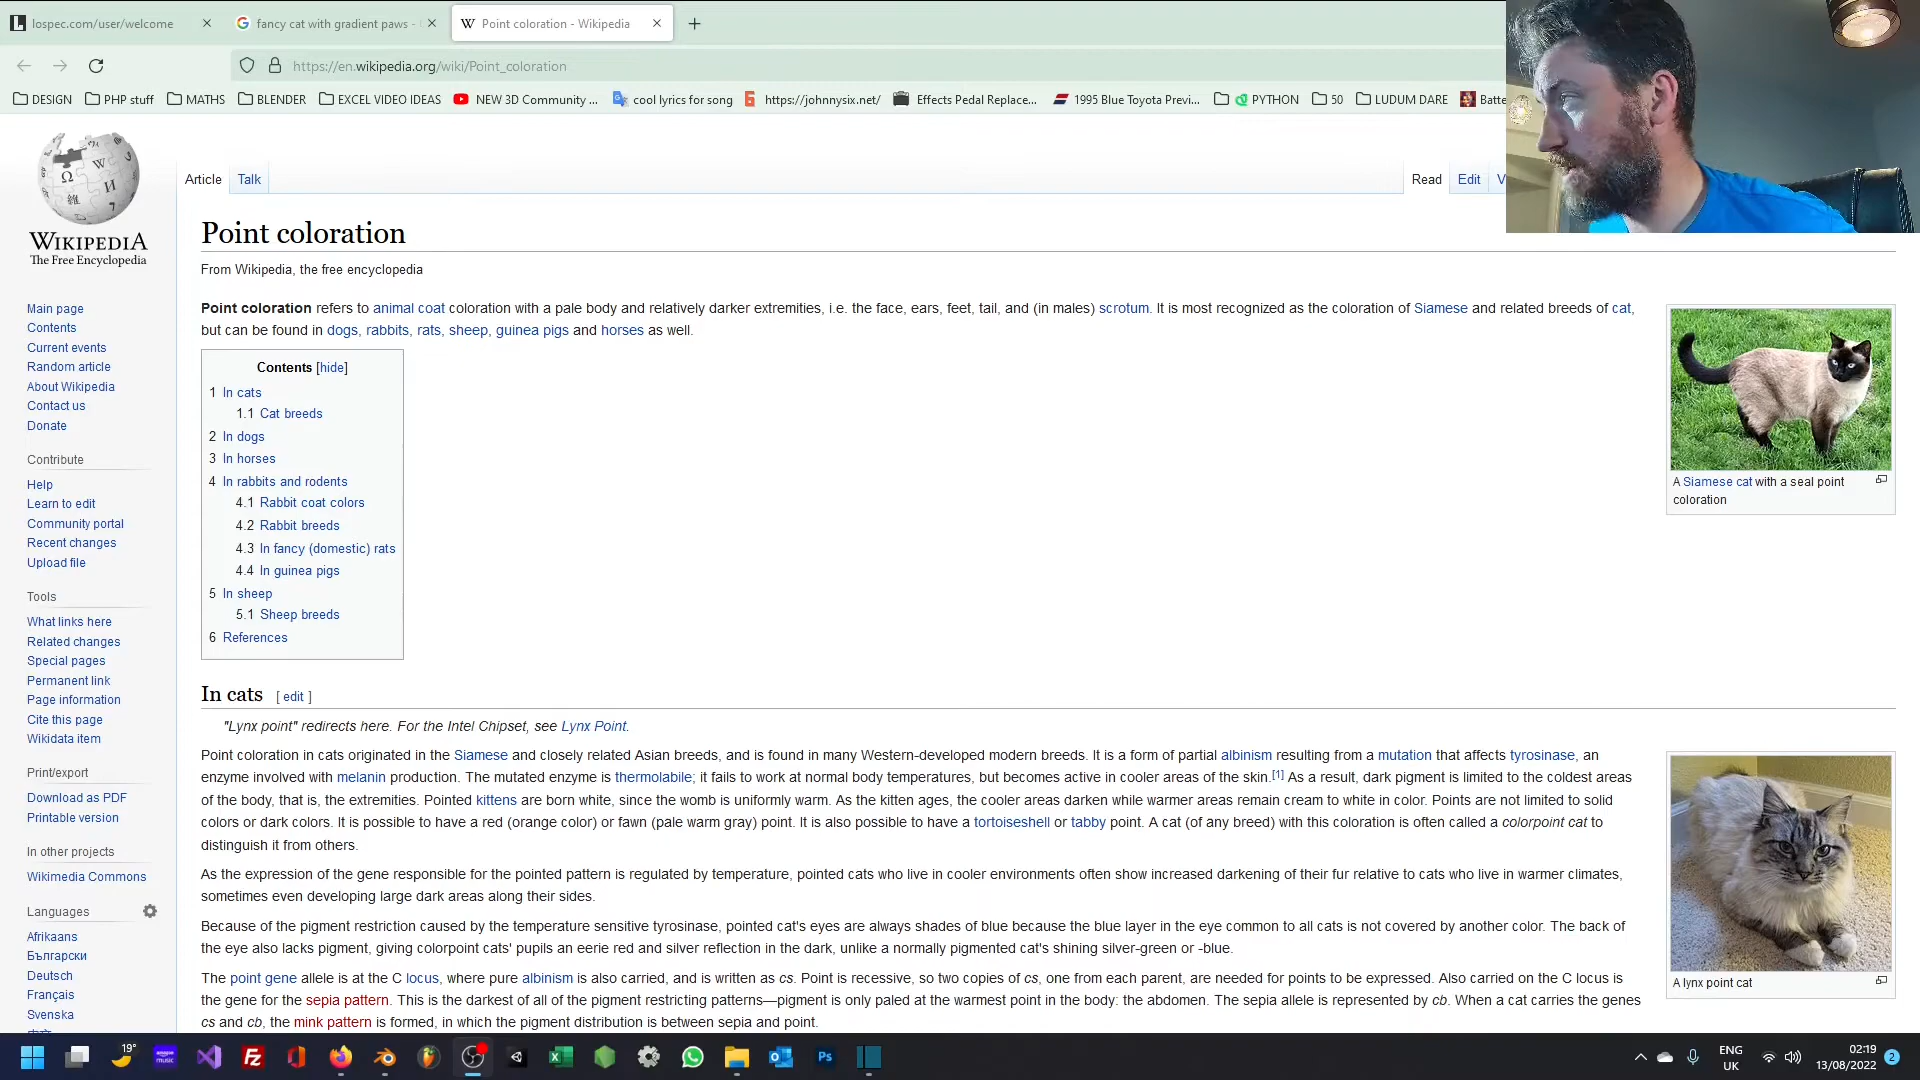 lospec.com/user/welcome
fancy cat with gradient paws -
Point coloration - Wikipedia
https://en.wikipedia.org/wiki/Point_coloration
DESIGN PHP stuff MATHS BLENDER EXCEL VIDEO IDEAS NEW 3D Community ... cool lyrics for song https://johnnysix.net/ Effects Pedal Replace... 1995 Blue Toyota Previ... PYTHON 50 LUDUM DARE Batte
WIKIPEDIA
The Free Encyclopedia
Main page
Contents
Current events
Random article
About Wikipedia
Contact us
Donate
Contribute
Help
Learn to edit
Community portal
Recent changes
Upload file
Tools
What links here
Related changes
Special pages
Permanent link
Page information
Cite this page
Wikidata item
Print/export
Download as PDF
Printable version
In other projects
Wikimedia Commons
Languages
Afrikaans
Български
Deutsch
Français
Svenska
Article Talk
Read Edit V
Point coloration
From Wikipedia, the free encyclopedia
Point coloration refers to animal coat coloration with a pale body and relatively darker extremities, i.e. the face, ears, feet, tail, and (in males) scrotum. It is most recognized as the coloration of Siamese and related breeds of cat,
but can be found in dogs, rabbits, rats, sheep, guinea pigs and horses as well.
Contents [hide]
1 In cats
1.1 Cat breeds
2 In dogs
3 In horses
4 In rabbits and rodents
4.1 Rabbit coat colors
4.2 Rabbit breeds
4.3 In fancy (domestic) rats
4.4 In guinea pigs
5 In sheep
5.1 Sheep breeds
6 References
A Siamese cat with a seal point
coloration
In cats [ edit ]
"Lynx point" redirects here. For the Intel Chipset, see Lynx Point.
Point coloration in cats originated in the Siamese and closely related Asian breeds, and is found in many Western-developed modern breeds. It is a form of partial albinism resulting from a mutation that affects tyrosinase, an
enzyme involved with melanin production. The mutated enzyme is thermolabile; it fails to work at normal body temperatures, but becomes active in cooler areas of the skin.[1] As a result, dark pigment is limited to the coldest areas
of the body, that is, the extremities. Pointed kittens are born white, since the womb is uniformly warm. As the kitten ages, the cooler areas darken while warmer areas remain cream to white in color. Points are not limited to solid
colors or dark colors. It is possible to have a red (orange color) or fawn (pale warm gray) point. It is also possible to have a tortoiseshell or tabby point. A cat (of any breed) with this coloration is often called a colorpoint cat to
distinguish it from others.
As the expression of the gene responsible for the pointed pattern is regulated by temperature, pointed cats who live in cooler environments often show increased darkening of their fur relative to cats who live in warmer climates,
sometimes even developing large dark areas along their sides.
Because of the pigment restriction caused by the temperature sensitive tyrosinase, pointed cat's eyes are always shades of blue because the blue layer in the eye common to all cats is not covered by another color. The back of
the eye also lacks pigment, giving colorpoint cats' pupils an eerie red and silver reflection in the dark, unlike a normally pigmented cat's shining silver-green or -blue.
The point gene allele is at the C locus, where pure albinism is also carried, and is written as cs. Point is recessive, so two copies of cs, one from each parent, are needed for points to be expressed. Also carried on the C locus is
the gene for the sepia pattern. This is the darkest of all of the pigment restricting patterns—pigment is only paled at the warmest point in the body: the abdomen. The sepia allele is represented by cb. When a cat carries the genes
cs and cb, the mink pattern is formed, in which the pigment distribution is between sepia and point.
A lynx point cat
19°
Ps
ENG
UK
02:19
13/08/2022
2